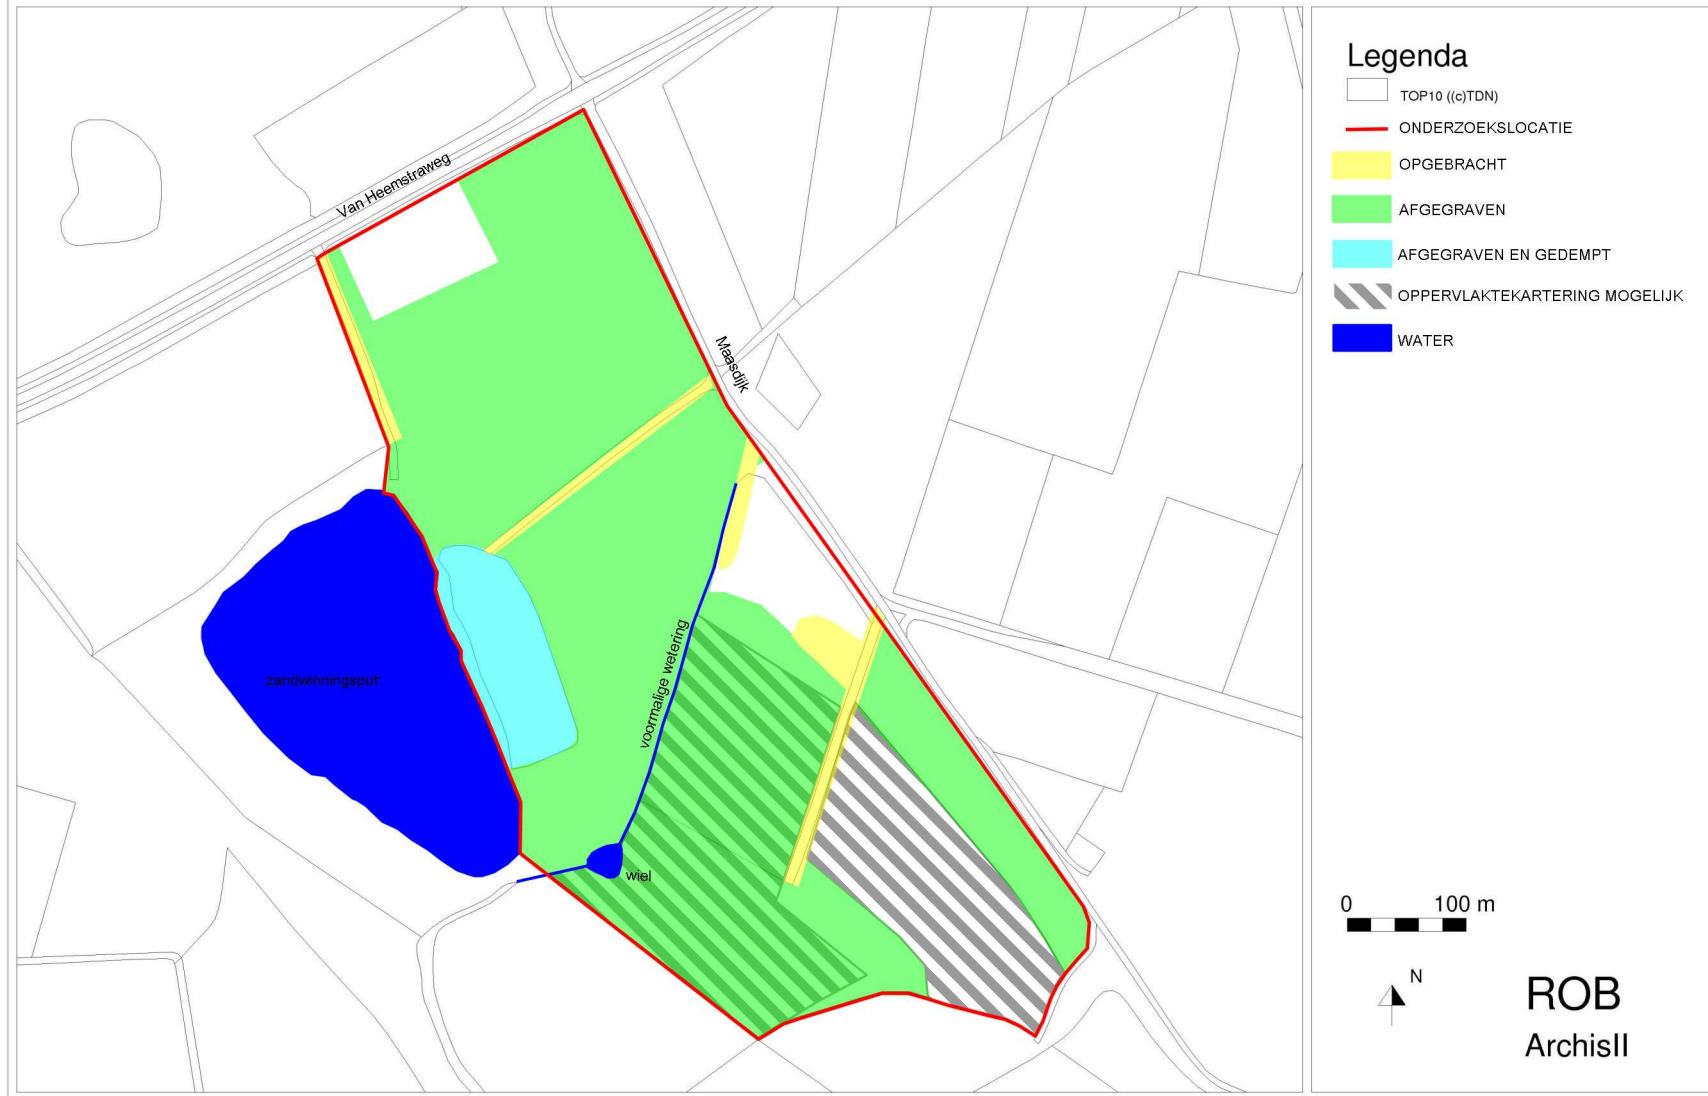 Van Heemstraweg
Maasdijk
voormalige wetering
zandwinningsput
wiel
Legenda
TOP10 ((c)TDN)
ONDERZOEKSLOCATIE
OPGEBRACHT
AFGEGRAVEN
AFGEGRAVEN EN GEDEMPT
OPPERVLAKTEKARTERING MOGELIJK
WATER
0 100 m
N
ROB
ArchisII